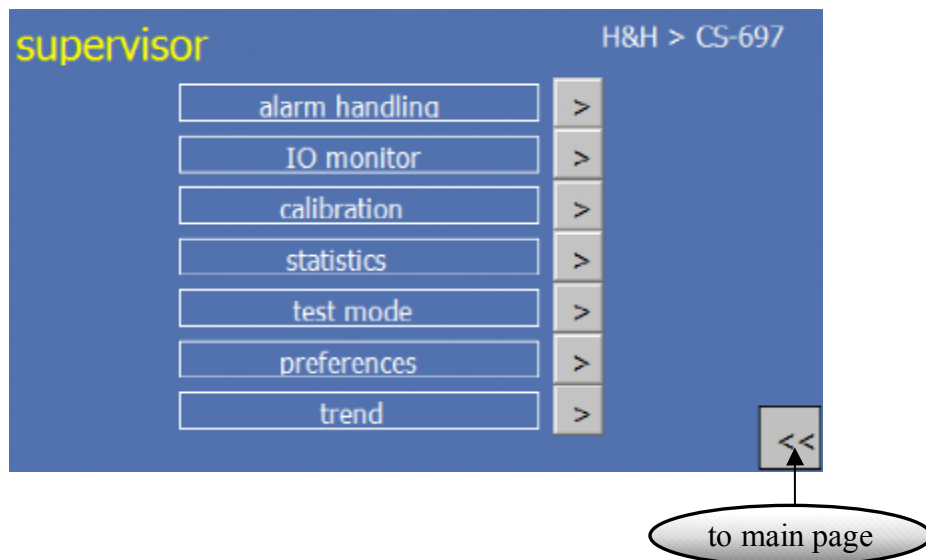 supervisor
H&H > CS-697
alarm handling >
IO monitor >
calibration >
statistics >
test mode >
preferences >
trend >
<<
to main page